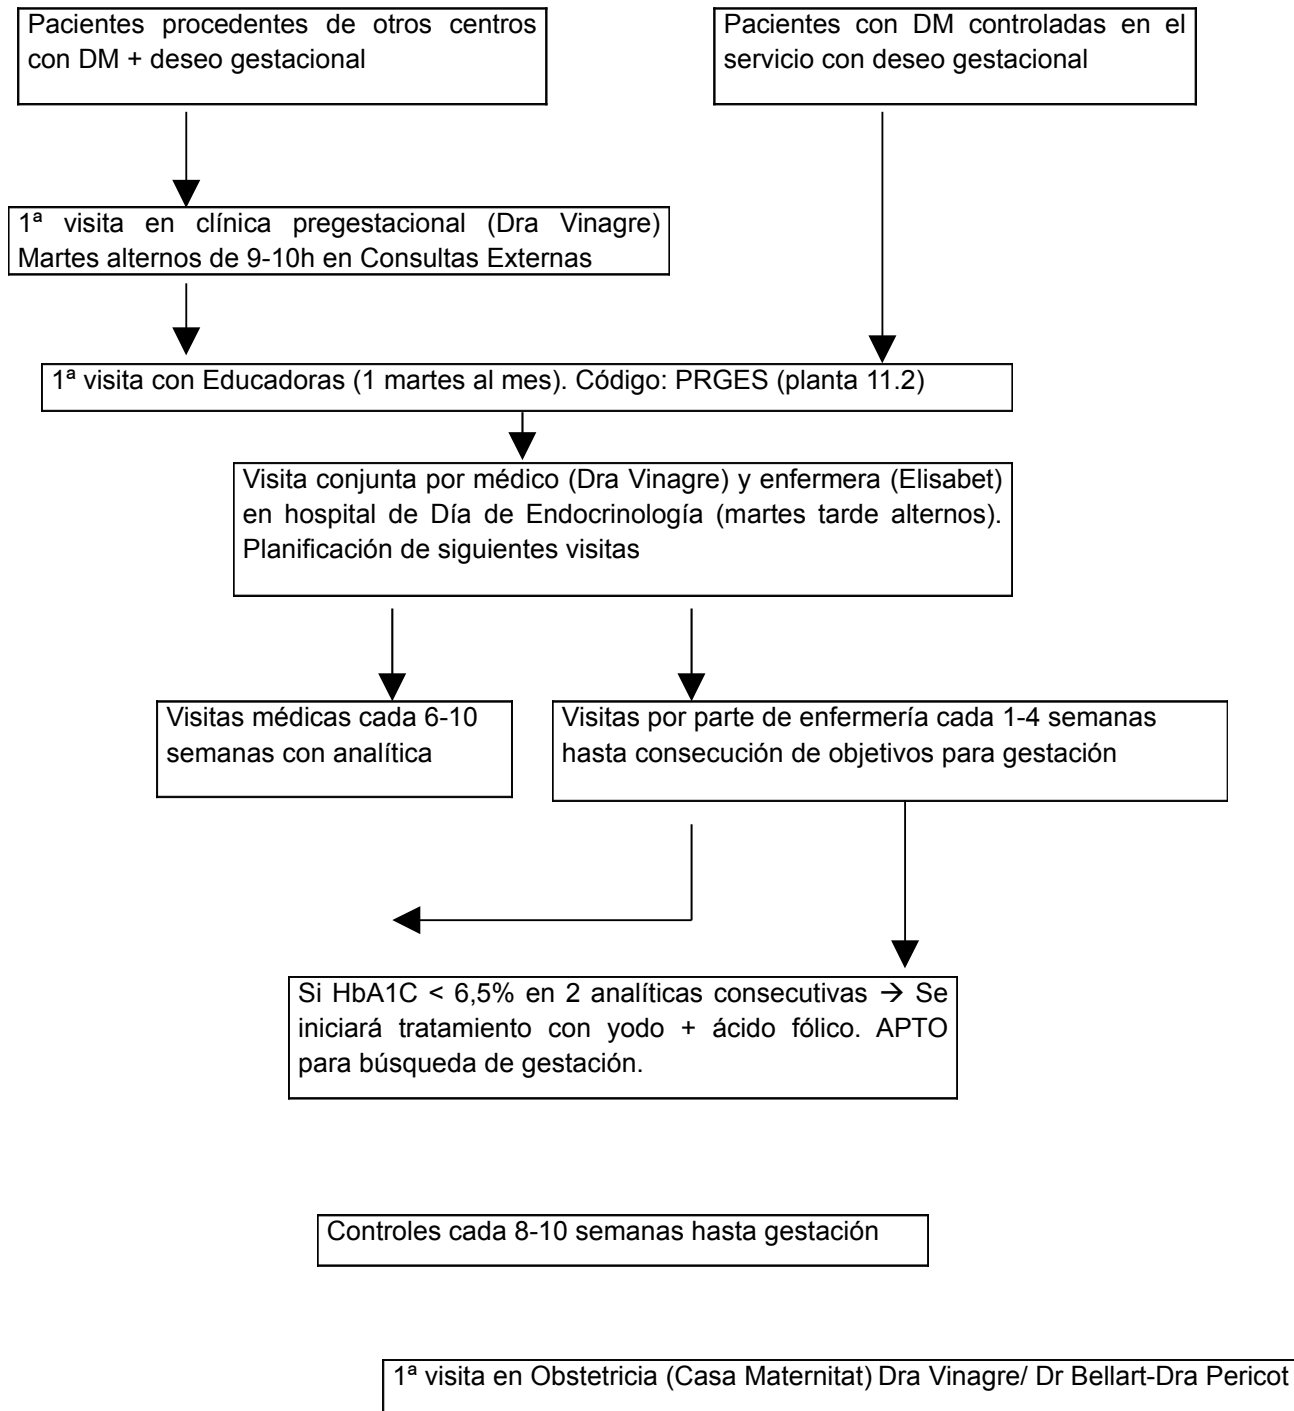 Pacientes procedentes de otros centros
con DM + deseo gestacional
Pacientes con DM controladas en el
servicio con deseo gestacional
1ª visita en clínica pregestacional (Dra Vinagre)
Martes alternos de 9-10h en Consultas Externas
1ª visita con Educadoras (1 martes al mes). Código: PRGES (planta 11.2)
Visita conjunta por médico (Dra Vinagre) y enfermera (Elisabet)
en hospital de Día de Endocrinología (martes tarde alternos).
Planificación de siguientes visitas
Visitas médicas cada 6-10
semanas con analítica
Visitas por parte de enfermería cada 1-4 semanas
hasta consecución de objetivos para gestación
Si HbA1C < 6,5% en 2 analíticas consecutivas → Se
iniciará tratamiento con yodo + ácido fólico. APTO
para búsqueda de gestación.
Controles cada 8-10 semanas hasta gestación
1ª visita en Obstetricia (Casa Maternitat) Dra Vinagre/ Dr Bellart-Dra Pericot